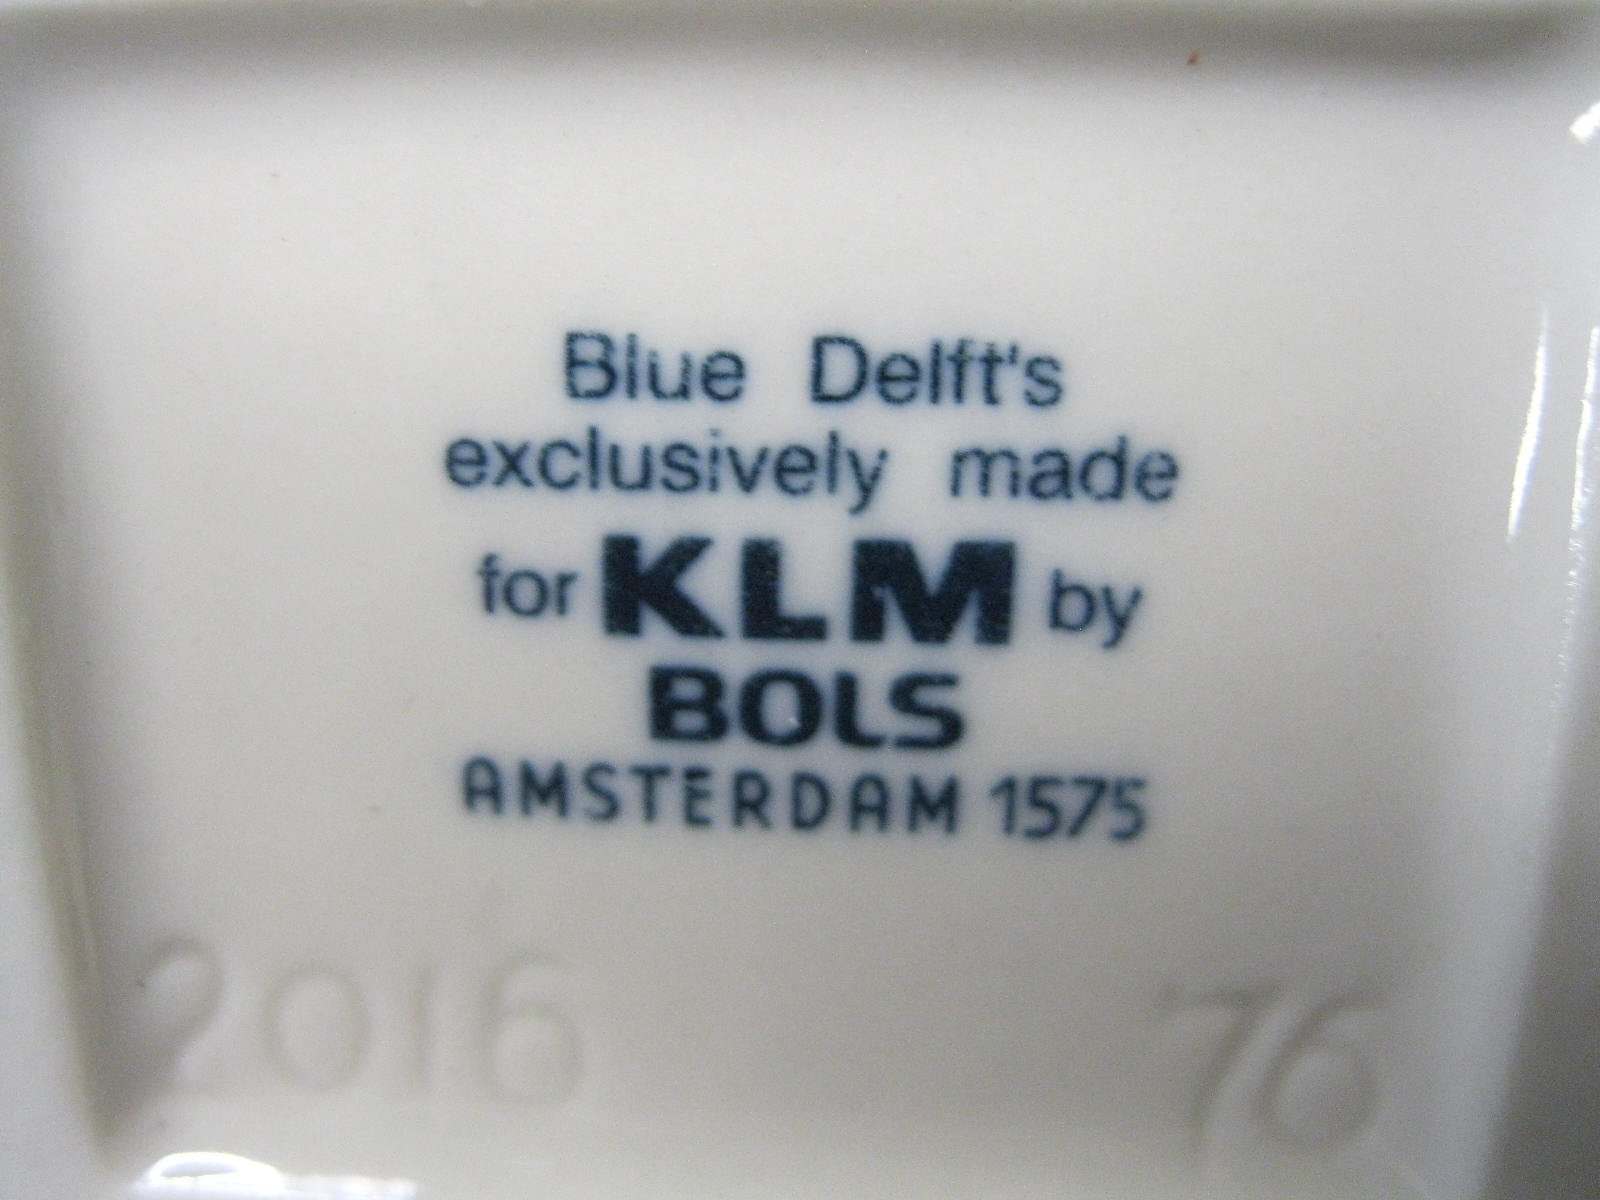 Blue Delft's
exclusively made
for KLM by
BOLS
AMSTERDAM 1575
2016 76